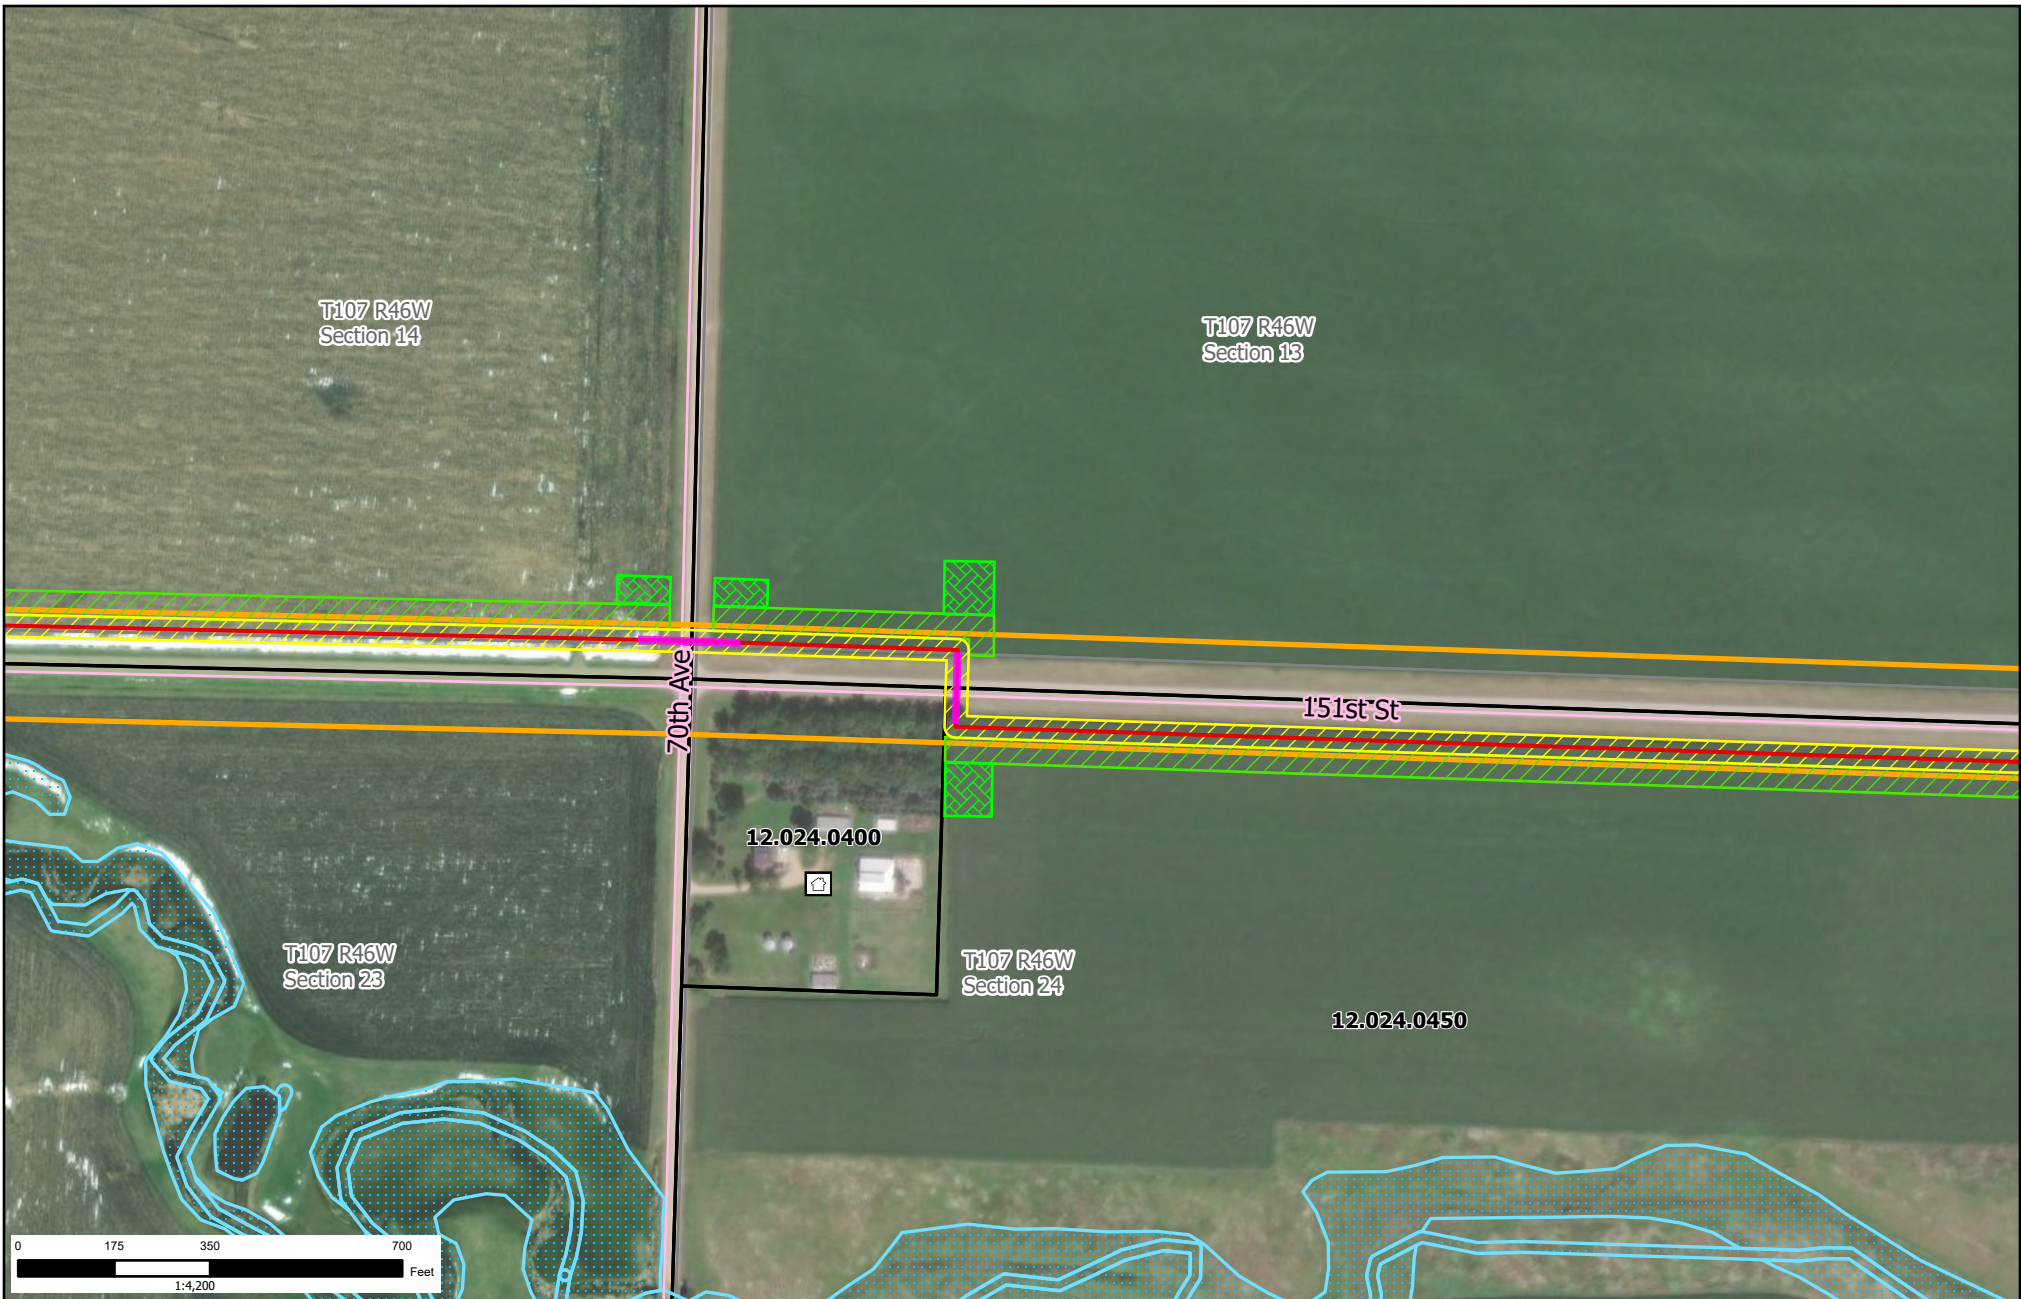 T107 R46W
Section 14
T107 R46W
Section 13
70th Ave
151st St
12.024.0400
T107 R46W
Section 23
T107 R46W
Section 24
12.024.0450
0 175 350 700
Feet
1:4,200